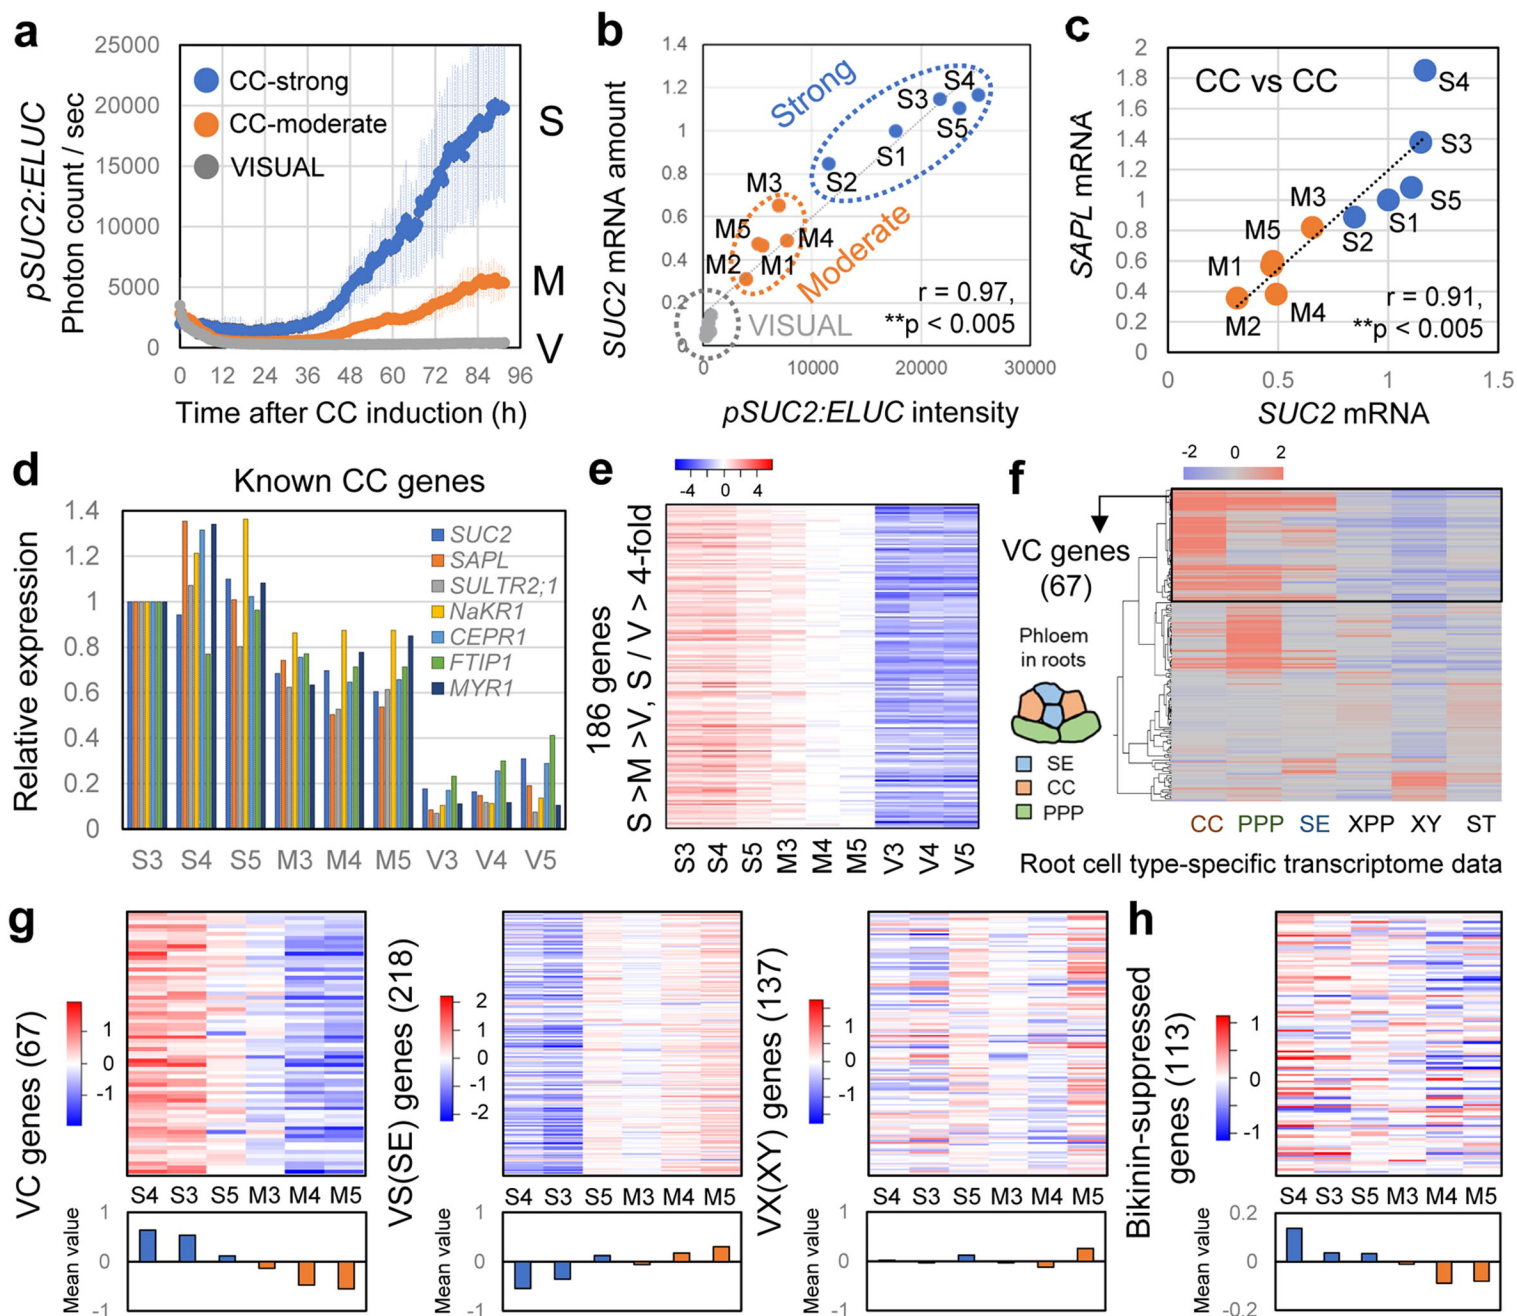 a
pSUC2:ELUC
Photon count / sec
25000
20000
15000
10000
5000
0
CC-strong
CC-moderate
VISUAL
S
M
V
0 12 24 36 48 60 72 84 96
Time after CC induction (h)
b
SUC2 mRNA amount
1.4
1.2
1
0.8
0.6
0.4
0.2
0
Strong
S4
S3
S5
S1
S2
M3
M5
M4
M2
M1
Moderate
VISUAL
r = 0.97,
**p < 0.005
0 10000 20000 30000
pSUC2:ELUC intensity
c
SAPL mRNA
2
1.8
1.6
1.4
1.2
1
0.8
0.6
0.4
0.2
0
CC vs CC
S4
S3
M3
S5
S1
S2
M5
M1
M2
M4
r = 0.91,
**p < 0.005
0 0.5 1 1.5
SUC2 mRNA
d
Known CC genes
Relative expression
1.4
1.2
1
0.8
0.6
0.4
0.2
0
SUC2
SAPL
SULTR2;1
NaKR1
CEPR1
FTIP1
MYR1
S3 S4 S5 M3 M4 M5 V3 V4 V5
e
-4 0 4
186 genes
S >M >V, S / V > 4-fold
S3 S4 S5 M3 M4 M5 V3 V4 V5
f
-2 0 2
VC genes
(67)
Phloem
in roots
SE
CC
PPP
CC PPP SE XPP XY ST
Root cell type-specific transcriptome data
g
VC genes (67)
1
0
-1
S4 S3 S5 M3 M4 M5
Mean value
1
0
-1
VS(SE) genes (218)
2
1
0
-1
-2
S4 S3 S5 M3 M4 M5
Mean value
1
0
-1
VX(XY) genes (137)
1
0
-1
S4 S3 S5 M3 M4 M5
Mean value
1
0
-1
h
Bikinin-suppressed
genes (113)
1
0
-1
S4 S3 S5 M3 M4 M5
Mean value
0.2
0
-0.2